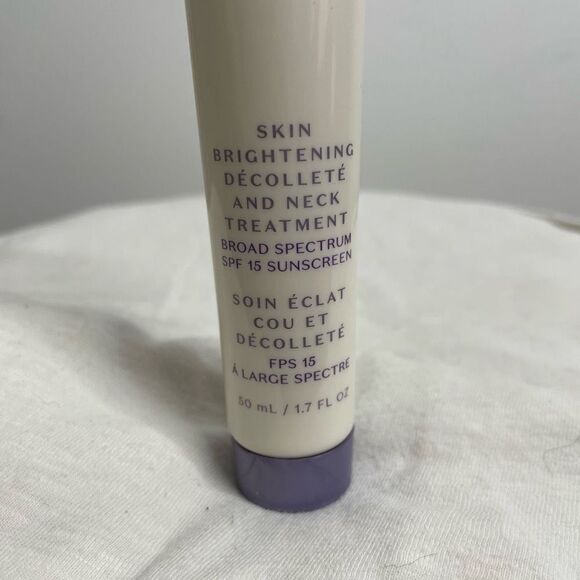 SKIN
BRIGHTENING
DÉCOLLETÉ
AND NECK
TREATMENT
BROAD SPECTRUM
SPF 15 SUNSCREEN
SOIN ÉCLAT
COU ET
DÉCOLLETÉ
FPS 15
À LARGE SPECTRE
50 mL / 1.7 FL OZ